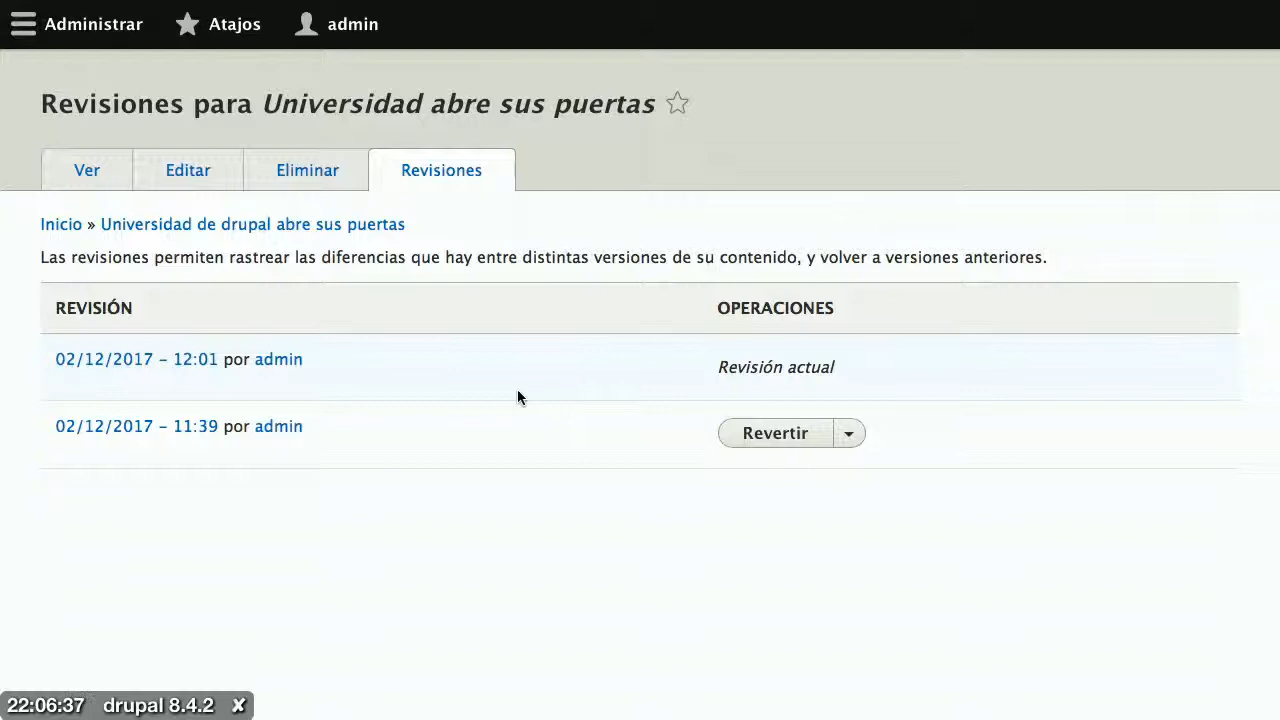 Administrar Atajos admin
Revisiones para Universidad abre sus puertas
Ver Editar Eliminar Revisiones
Inicio » Universidad de drupal abre sus puertas
Las revisiones permiten rastrear las diferencias que hay entre distintas versiones de su contenido, y volver a versiones anteriores.
REVISIÓN OPERACIONES
02/12/2017 – 12:01 por admin Revisión actual
02/12/2017 – 11:39 por admin Revertir
22:06:37 drupal 8.4.2 ✘